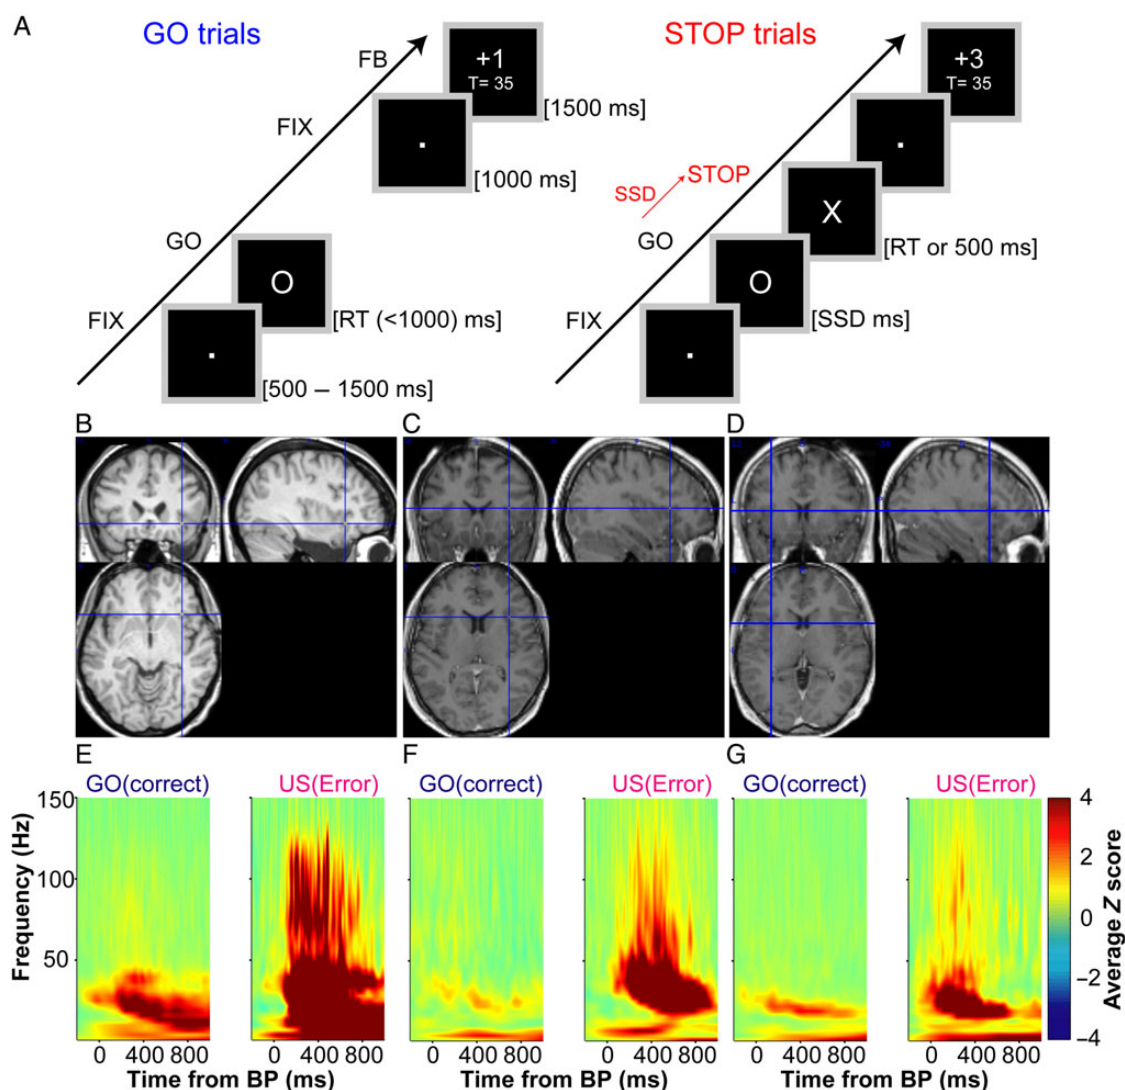 A
GO trials
STOP trials
FB
+1
T= 35
[1500 ms]
FIX
[1000 ms]
GO
O
[RT (<1000) ms]
FIX
[500 – 1500 ms]
+3
T= 35
SSD
STOP
X
[RT or 500 ms]
GO
O
[SSD ms]
FIX
B
C
D
E
F
G
GO(correct)
US(Error)
GO(correct)
US(Error)
GO(correct)
US(Error)
Frequency (Hz)
150
100
50
0 400 800
0 400 800
0 400 800
0 400 800
0 400 800
0 400 800
Time from BP (ms)
Time from BP (ms)
Time from BP (ms)
4
2
0
–2
–4
Average Z score